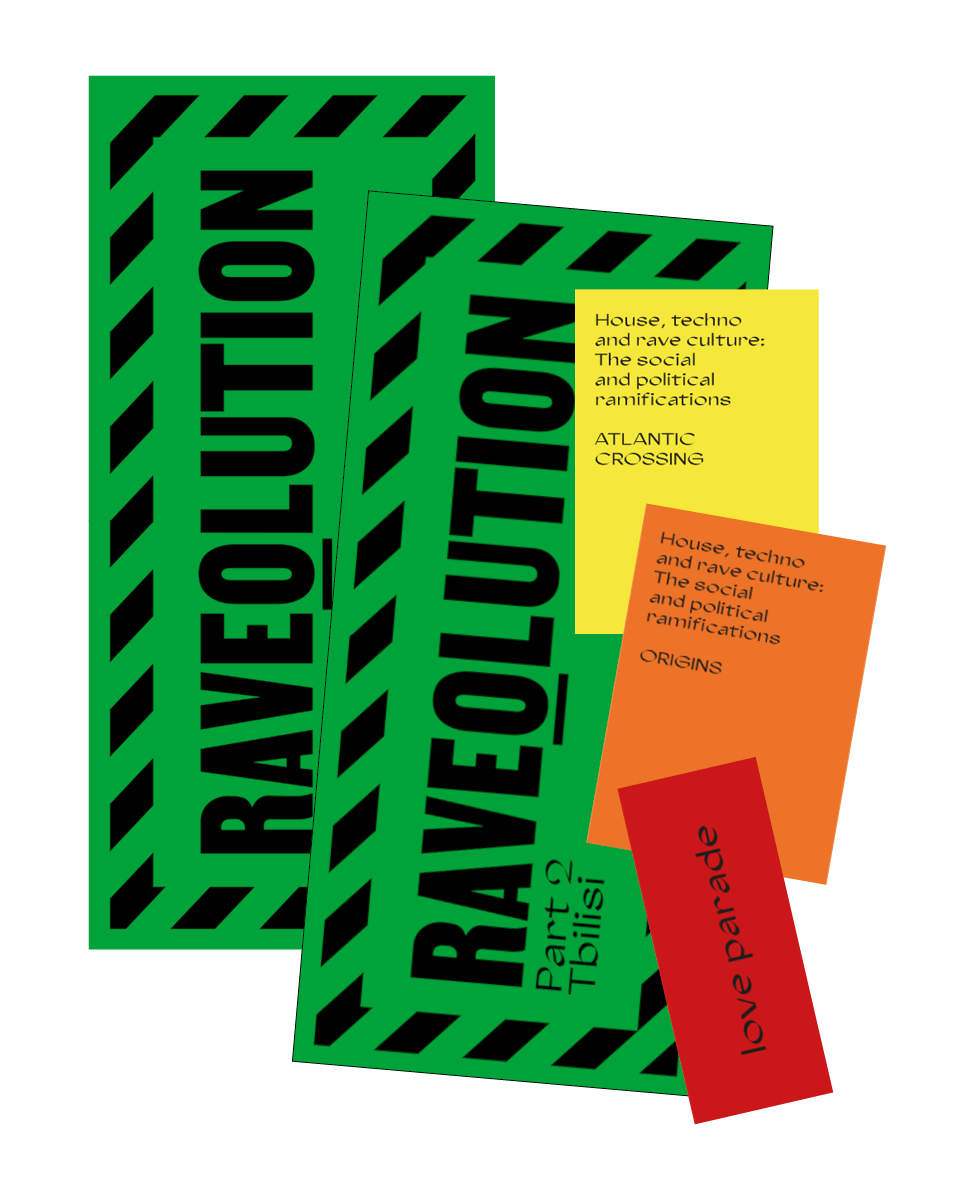 RAVEOLUTION
RAVEOLUTION
Part 2
Tbilisi
House, techno
and rave culture:
The social
and political
ramifications
ATLANTIC
CROSSING
House, techno
and rave culture:
The social
and political
ramifications
ORIGINS
love parade